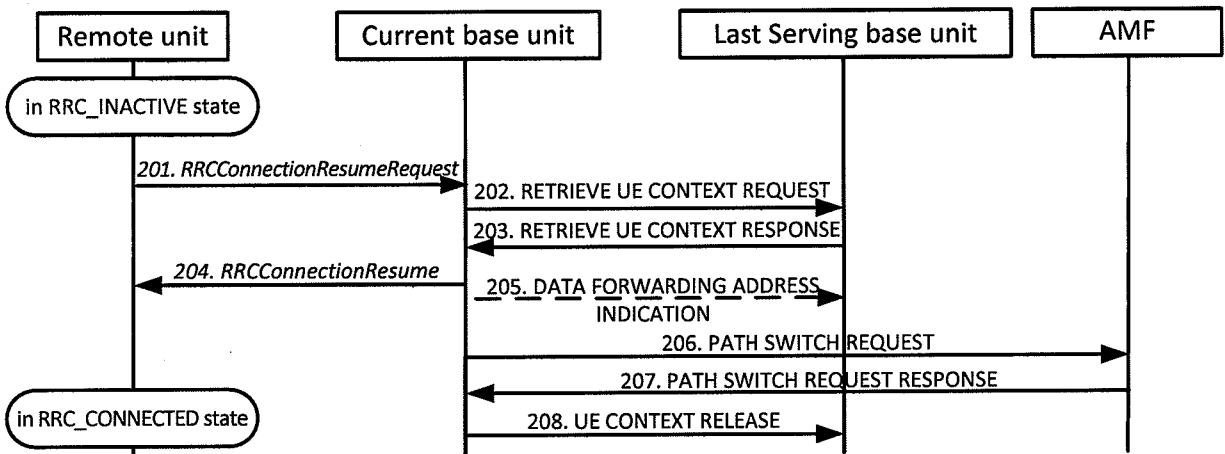 Remote unit
Current base unit
Last Serving base unit
AMF
in RRC_INACTIVE state
201. RRCConnectionResumeRequest
202. RETRIEVE UE CONTEXT REQUEST
203. RETRIEVE UE CONTEXT RESPONSE
204. RRCConnectionResume
205. DATA FORWARDING ADDRESS
INDICATION
206. PATH SWITCH REQUEST
207. PATH SWITCH REQUEST RESPONSE
in RRC_CONNECTED state
208. UE CONTEXT RELEASE